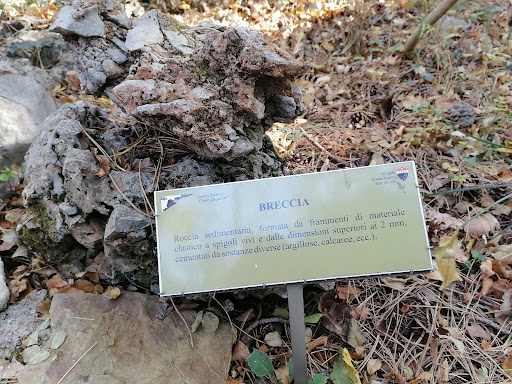 BRECCIA
Roccia sedimentaria, formata da frammenti di materiale
clastico a spigoli vivi e dalle dimensioni superiori ai 2 mm,
cementati da sostanze diverse (argillose, calcaree, ecc.).